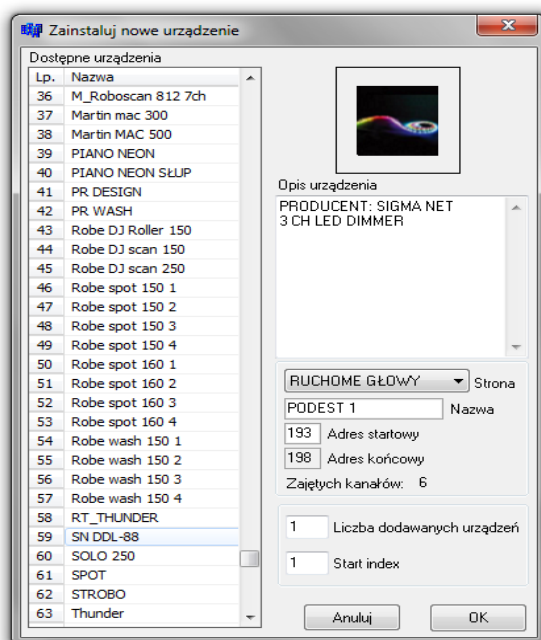 Zainstaluj nowe urządzenie
Dostępne urządzenia
Lp. Nazwa
36 M_Roboscan 812 7ch
37 Martin mac 300
38 Martin MAC 500
39 PIANO NEON
40 PIANO NEON SŁUP
41 PR DESIGN
42 PR WASH
43 Robe DJ Roller 150
44 Robe DJ scan 150
45 Robe DJ scan 250
46 Robe spot 150 1
47 Robe spot 150 2
48 Robe spot 150 3
49 Robe spot 150 4
50 Robe spot 160 1
51 Robe spot 160 2
52 Robe spot 160 3
53 Robe spot 160 4
54 Robe wash 150 1
55 Robe wash 150 2
56 Robe wash 150 3
57 Robe wash 150 4
58 RT_THUNDER
59 SN DDL-88
60 SOLO 250
61 SPOT
62 STROBO
63 Thunder
Opis urządzenia
PRODUCENT: SIGMA NET
3 CH LED DIMMER
RUCHOME GŁOWY Strona
PODEST 1 Nazwa
193 Adres startowy
198 Adres końcowy
Zajętych kanałów: 6
1 Liczba dodawanych urządzeń
1 Start index
Anuluj OK